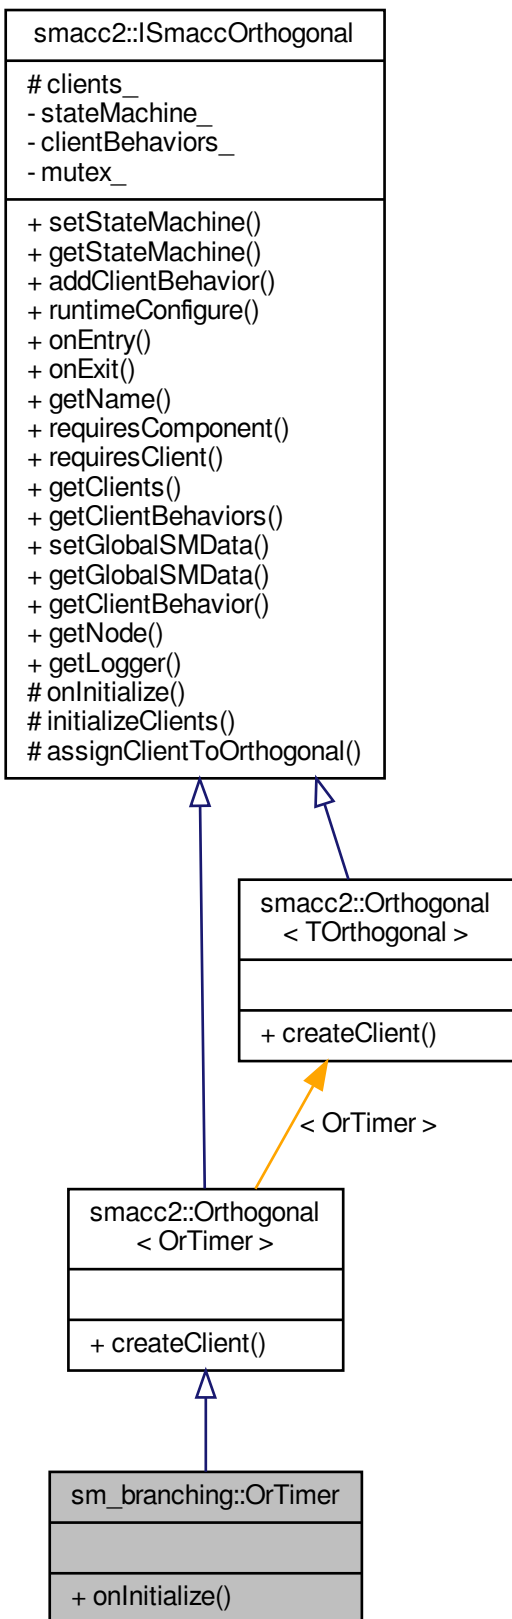 smacc2::ISmaccOrthogonal
# clients_
- stateMachine_
- clientBehaviors_
- mutex_
+ setStateMachine()
+ getStateMachine()
+ addClientBehavior()
+ runtimeConfigure()
+ onEntry()
+ onExit()
+ getName()
+ requiresComponent()
+ requiresClient()
+ getClients()
+ getClientBehaviors()
+ setGlobalSMData()
+ getGlobalSMData()
+ getClientBehavior()
+ getNode()
+ getLogger()
# onInitialize()
# initializeClients()
# assignClientToOrthogonal()
smacc2::Orthogonal
< TOrthogonal >
+ createClient()
< OrTimer >
smacc2::Orthogonal
< OrTimer >
+ createClient()
sm_branching::OrTimer
+ onInitialize()